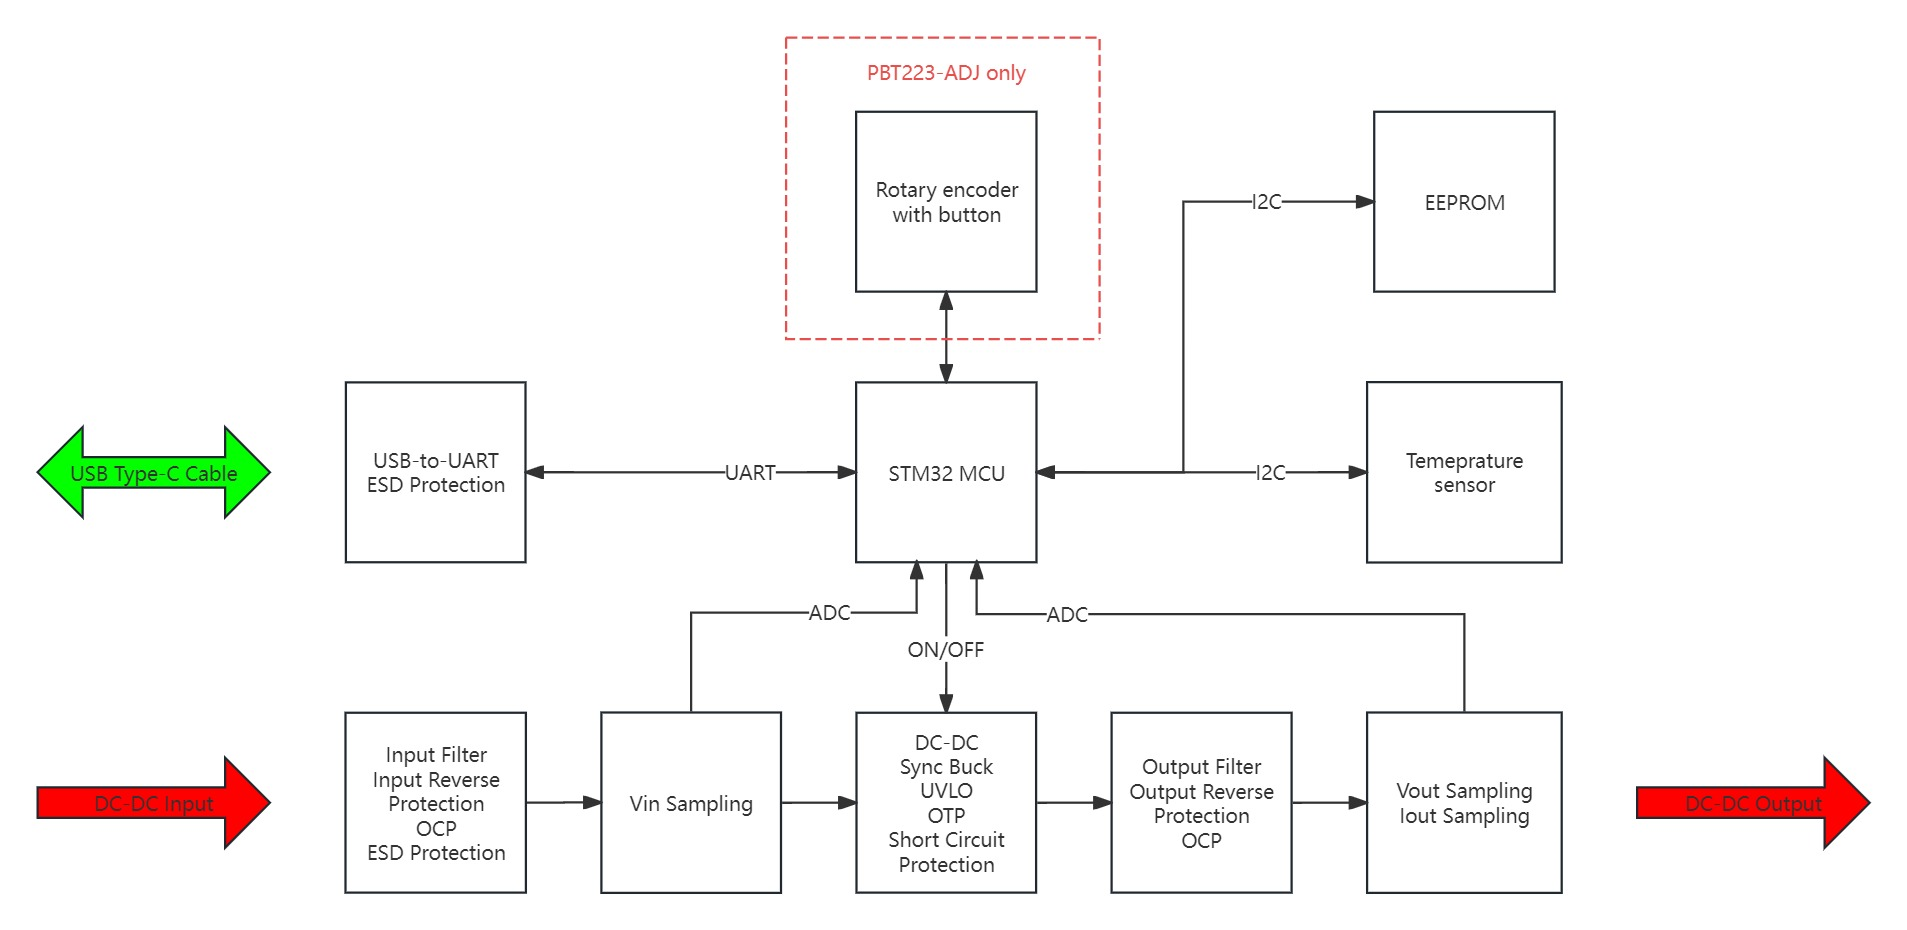 PBT223-ADJ only
Rotary encoder
with button
I2C
EEPROM
USB Type-C Cable
USB-to-UART
ESD Protection
UART
STM32 MCU
I2C
Temeprature
sensor
ADC
ADC
ON/OFF
DC-DC Input
Input Filter
Input Reverse
Protection
OCP
ESD Protection
Vin Sampling
DC-DC
Sync Buck
UVLO
OTP
Short Circuit
Protection
Output Filter
Output Reverse
Protection
OCP
Vout Sampling
Iout Sampling
DC-DC Output